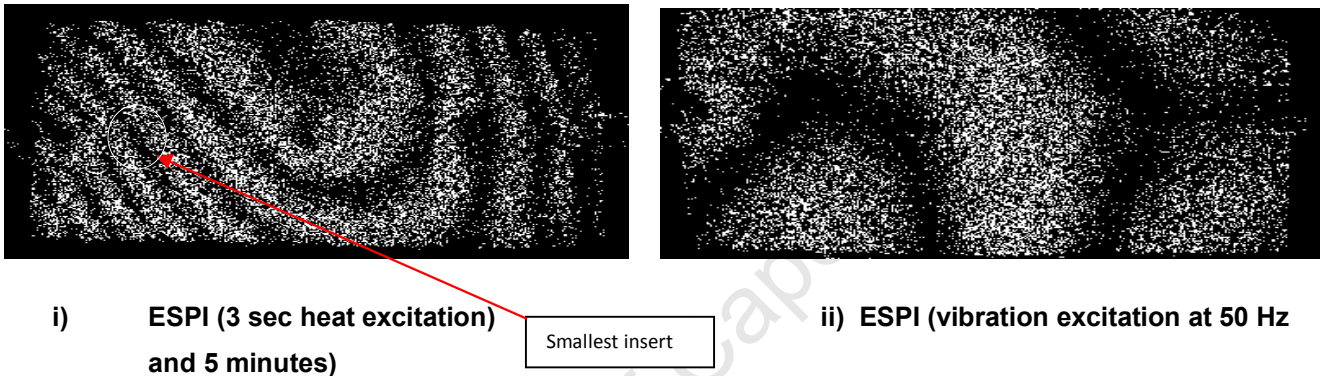 i) ESPI (3 sec heat excitation)
and 5 minutes)
Smallest insert
ii) ESPI (vibration excitation at 50 Hz